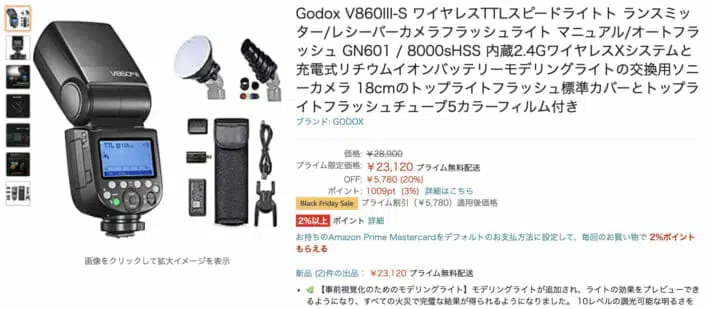 Godox V860III-S ワイヤレスTTLスピードライトト ランスミッ
ター/レシーバーカメラフラッシュライト マニュアル/オートフラ
ッシュ GN601 / 8000sHSS 内蔵2.4GワイヤレスXシステムと
充電式リチウムイオンバッテリーモデリングライトの交換用ソニ
ーカメラ 18cmのトップライトフラッシュ標準カバーとトップラ
イトフラッシュチューブ5カラーフィルム付き
ブランド: GODOX
価格: ￥28,900
プライム限定価格: ￥23,120 プライム無料配送
OFF: ￥5,780 (20%)
ポイント: 1009pt (3%) 詳細はこちら
Black Friday Sale プライム割引（￥5,780）適用後価格
2%以上 ポイント 詳細
お持ちのAmazon Prime Mastercardをデフォルトのお支払方法に設定して、毎回のお買い物で 2%ポイント
もらえる
新品 (2)件の出品： ￥23,120 プライム無料配送
• 🌿 【事前視覚化のためのモデリングライト】モデリングライトが追加され、ライトの効果をプレビューでき
るようになり、すべての火災で完璧な結果が得られるようになりました。 10レベルの調光可能な明るさを
V860III
TTL
画像をクリックして拡大イメージを表示